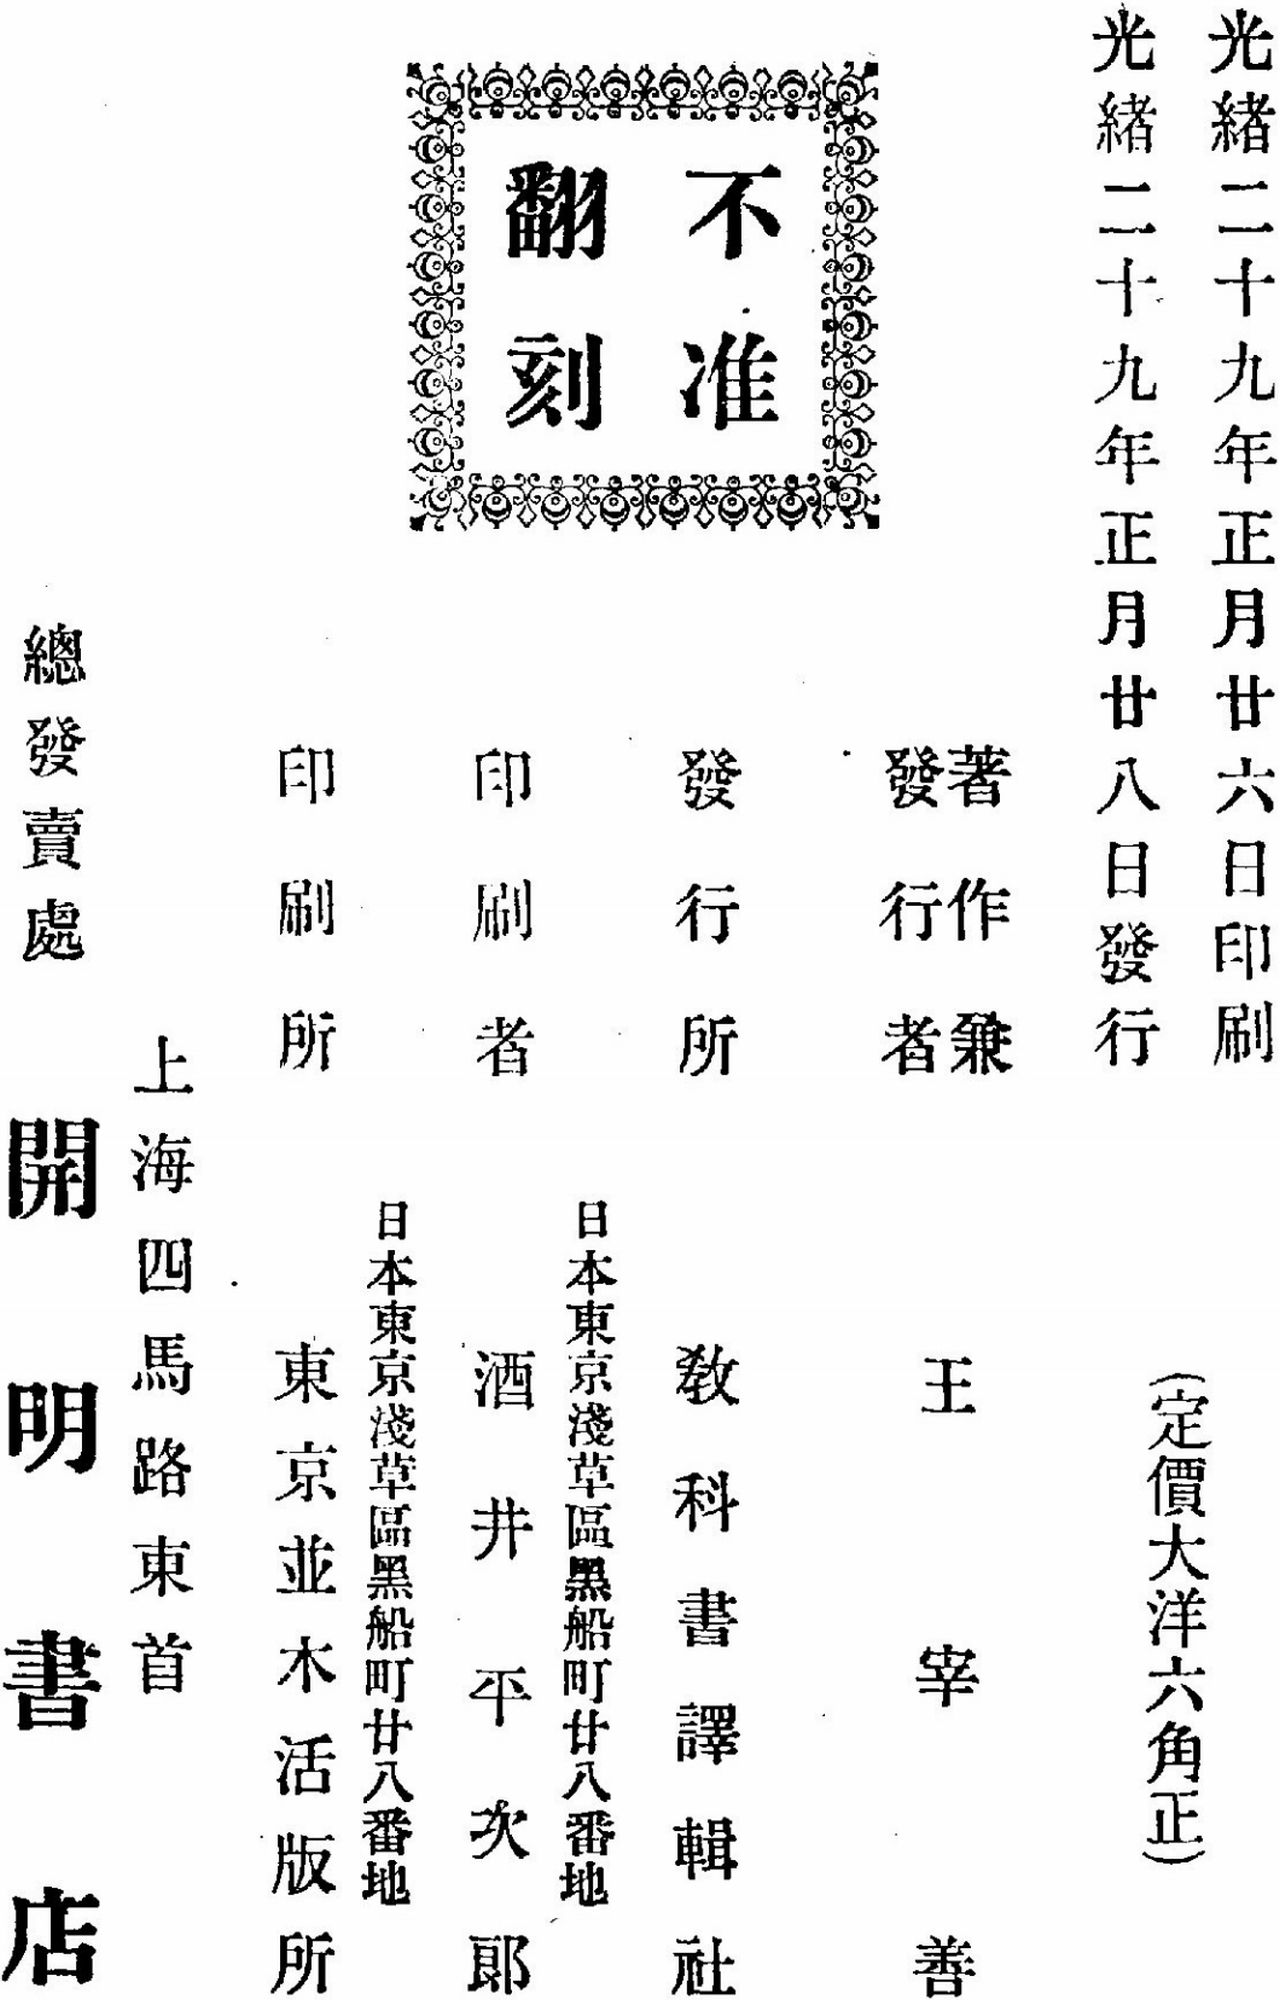 光緒二十九年正月廿六日印刷
光緒二十九年正月廿八日發行
(定價大洋六角正)
不准
翻刻
著作兼
發行者
王宰善
發行所
教科書譯輯社
日本東京淺草區黑船町廿八番地
印刷者
酒井平次郎
日本東京淺草區黑船町廿八番地
印刷所
東京並木活版所
上海四馬路東首
總發賣處
開明書店